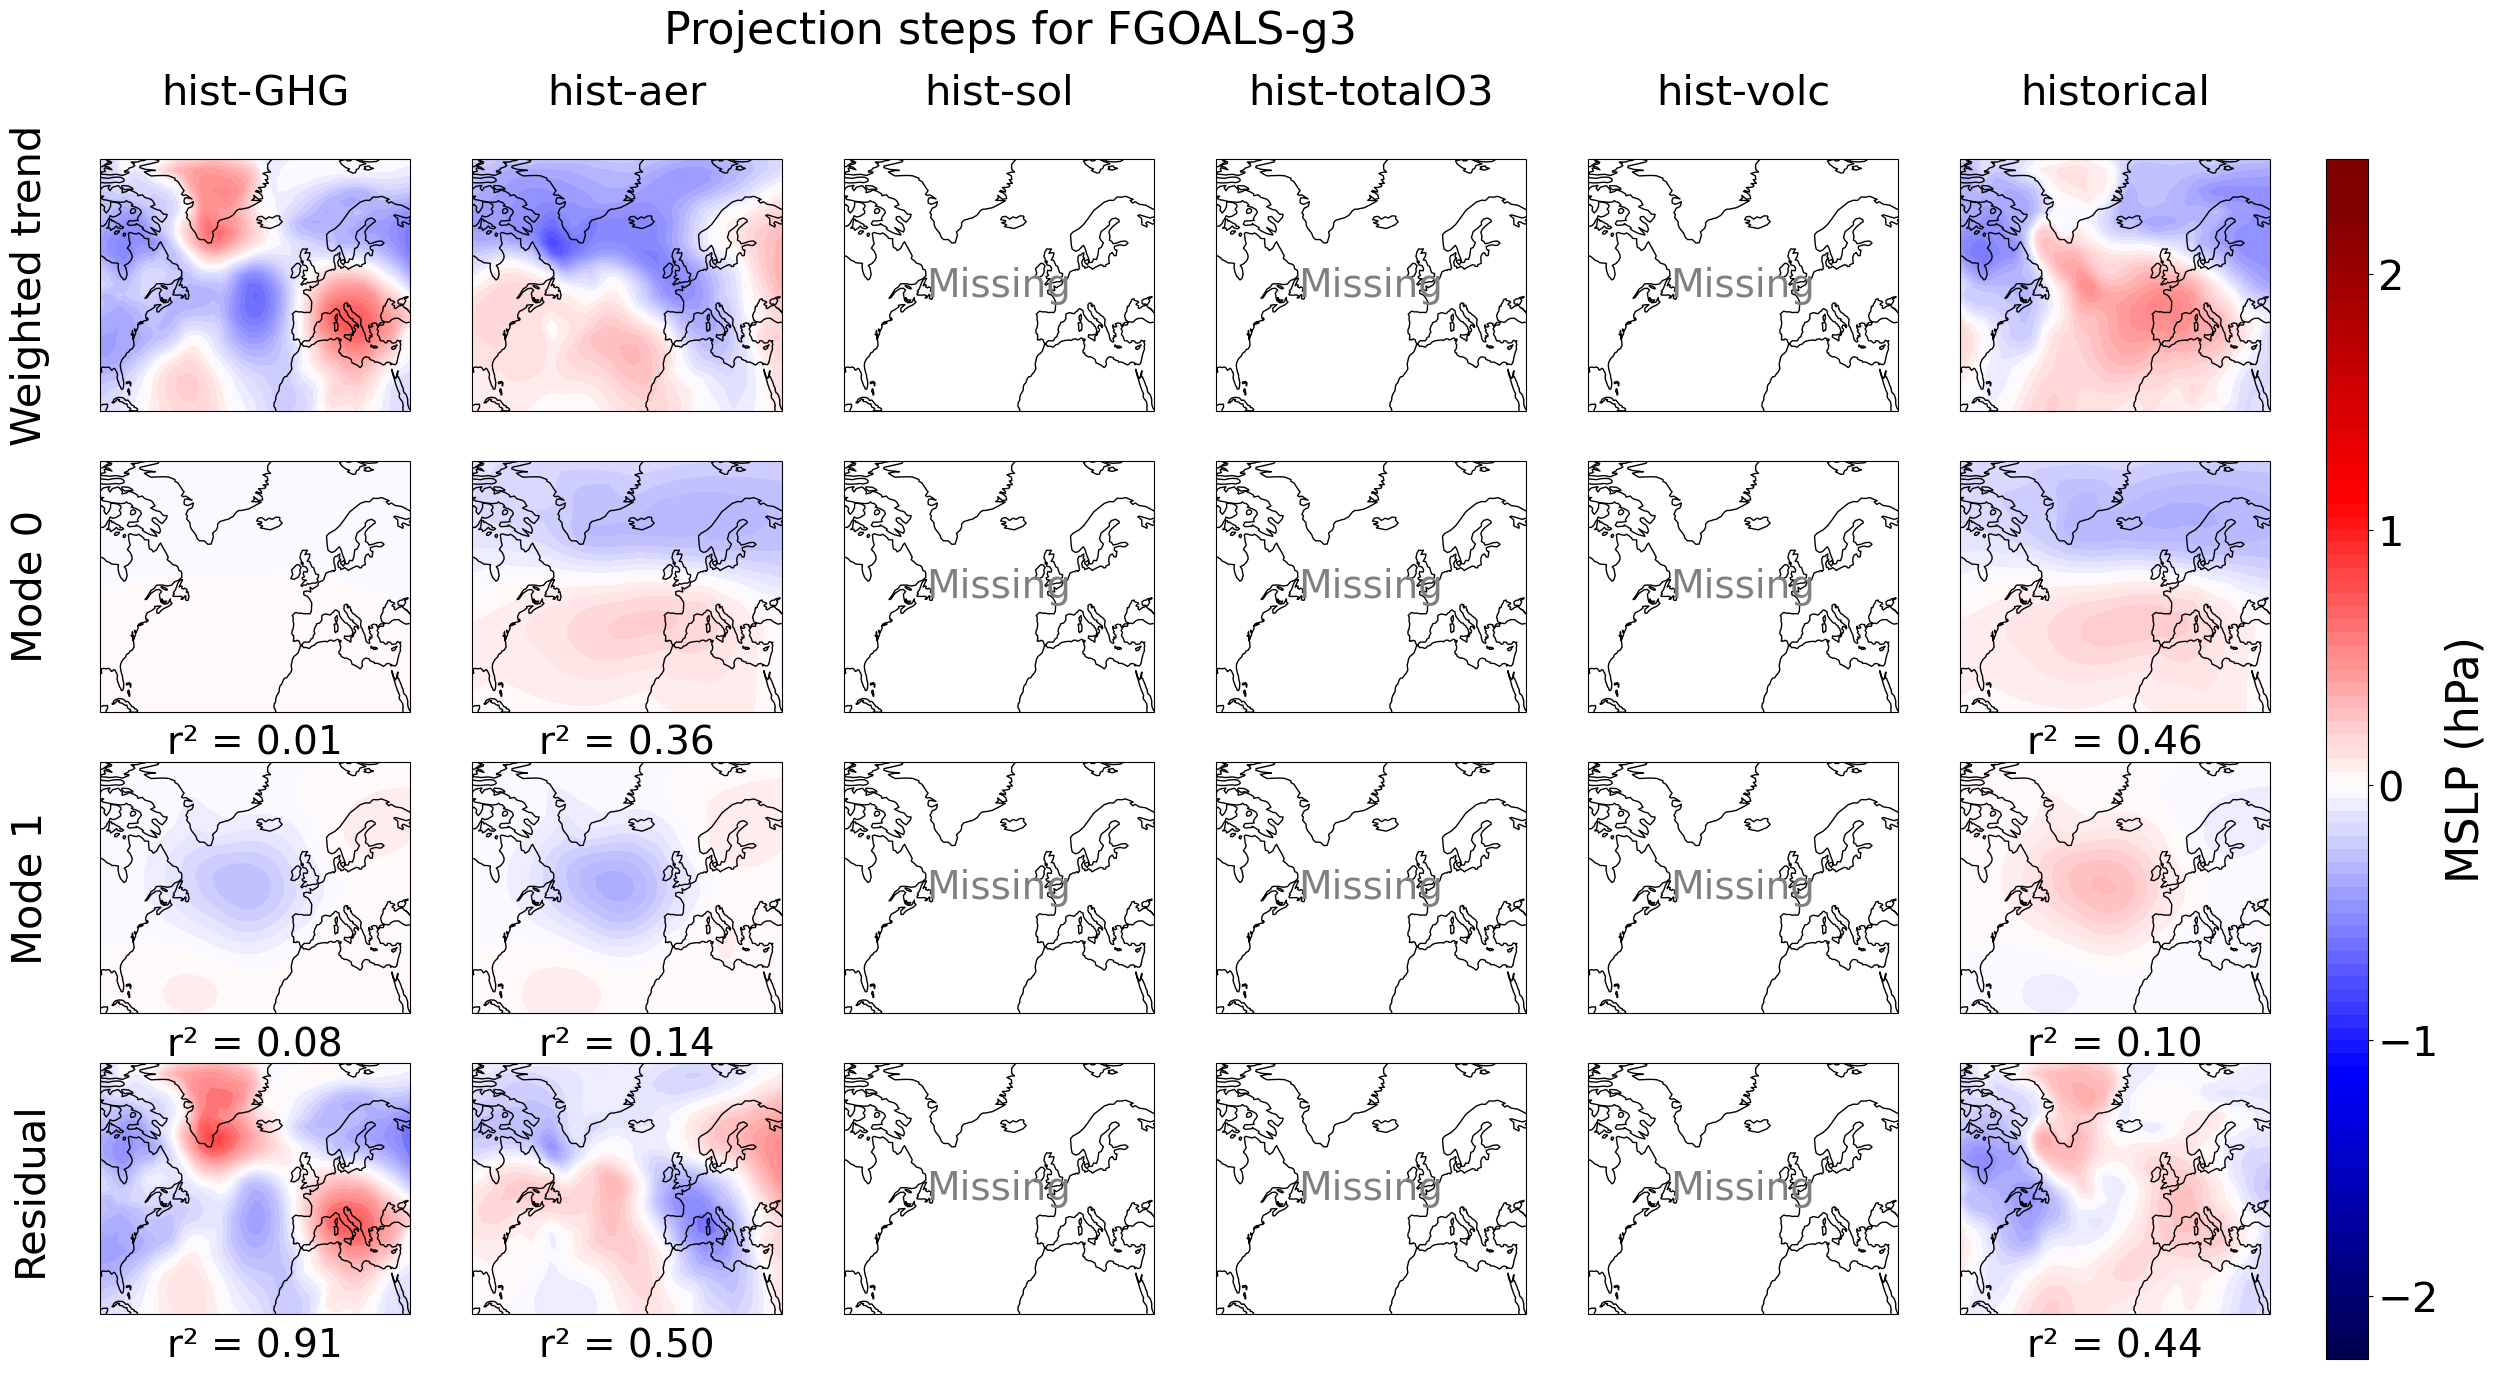 Projection steps for FGOALS-g3
hist-GHG hist-aer hist-sol hist-totalO3 hist-volc historical
Weighted trend
Missing Missing Missing
Mode 0
Missing Missing Missing
r² = 0.01 r² = 0.36 r² = 0.46
Mode 1
Missing Missing Missing
r² = 0.08 r² = 0.14 r² = 0.10
Residual
Missing Missing Missing
r² = 0.91 r² = 0.50 r² = 0.44
2
1
0
−1
−2
MSLP (hPa)